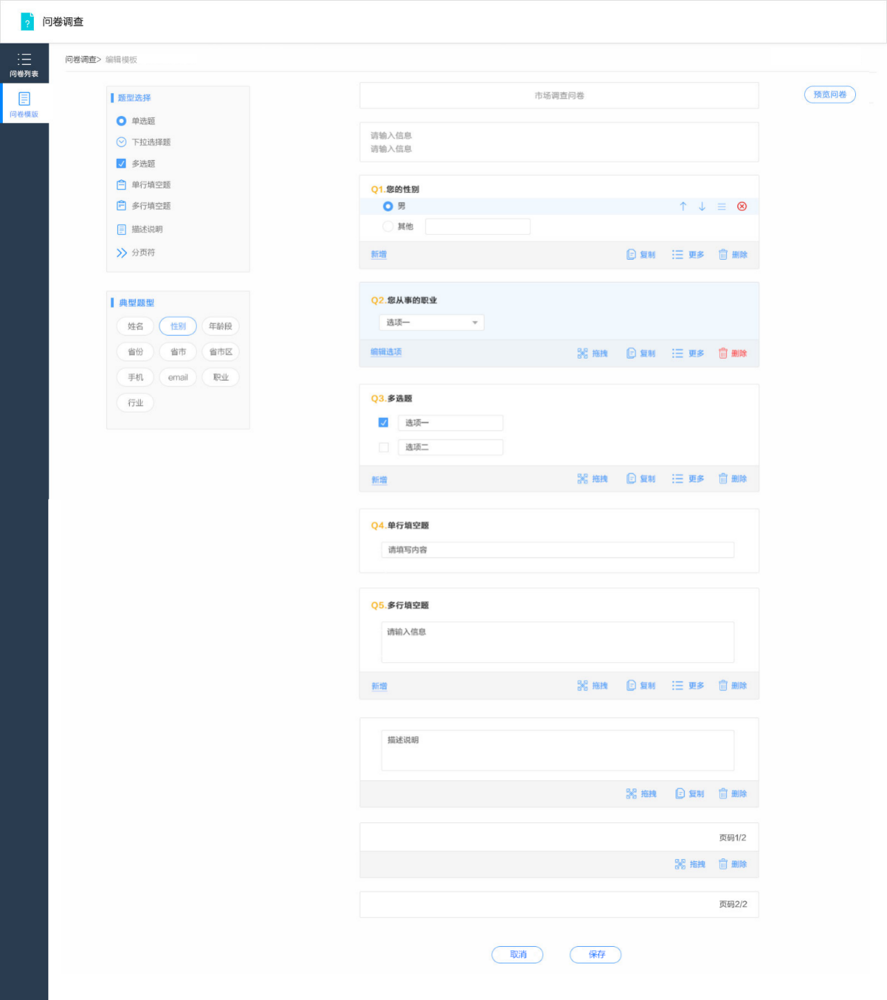 问卷调查
问卷列表
问卷模版
问卷调查> 编辑模板
预览问卷
题型选择
单选题
下拉选择题
多选题
单行填空题
多行填空题
描述说明
分页符
典型题型
姓名 性别 年龄段
省份 省市 省市区
手机 email 职业
行业
市场调查问卷
请输入信息
请输入信息
Q1.您的性别
男
其他
新增 复制 更多 删除
Q2.您从事的职业
选项一
编辑选项 拖拽 复制 更多 删除
Q3.多选题
选项一
选项二
新增 拖拽 复制 更多 删除
Q4.单行填空题
请填写内容
Q5.多行填空题
请输入信息
新增 拖拽 复制 更多 删除
描述说明
拖拽 复制 删除
页码1/2
拖拽 删除
页码2/2
取消 保存